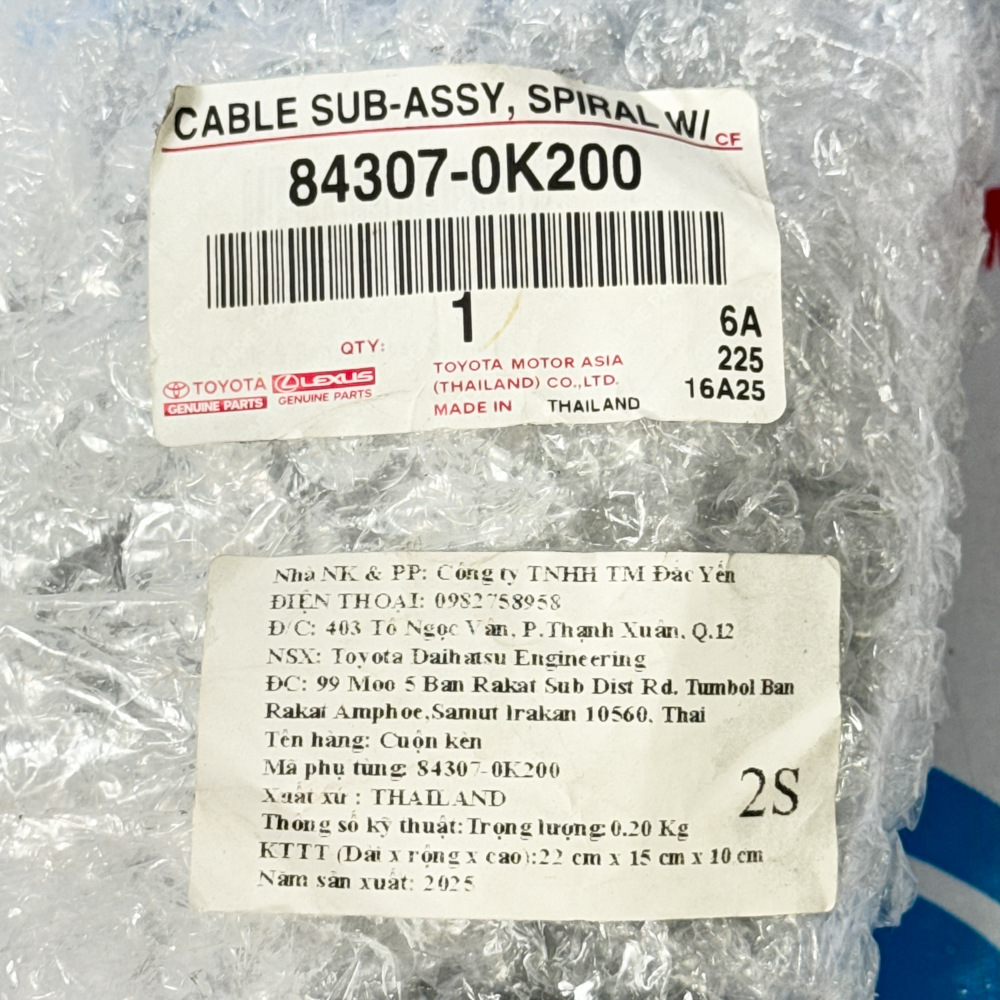 CABLE SUB-ASSY, SPIRAL W/ CF
84307-0K200
1
QTY:
6A
225
16A25
TOYOTA
GENUINE PARTS
LEXUS
GENUINE PARTS
TOYOTA MOTOR ASIA
(THAILAND) CO.,LTD.
MADE IN THAILAND
Nhà NK & PP: Công ty TNHH TM Đắc Yến
ĐIỆN THOẠI: 0982758958
Đ/C: 403 Tô Ngọc Vân, P.Thạnh Xuân, Q.12
NSX: Toyota Daihatsu Engineering
ĐC: 99 Moo 5 Ban Rakat Sub Dist Rd. Tumbol Ban
Rakat Amphoe,Samut Irakan 10560, Thai
Tên hàng: Cuộn kèn
Mã phụ tùng: 84307-0K200
Xuất xứ : THAILAND
2S
Thông số kỹ thuật: Trọng lượng: 0.20 Kg
KTTT (Dài x rộng x cao):22 cm x 15 cm x 10 cm
Năm sản xuất: 2025